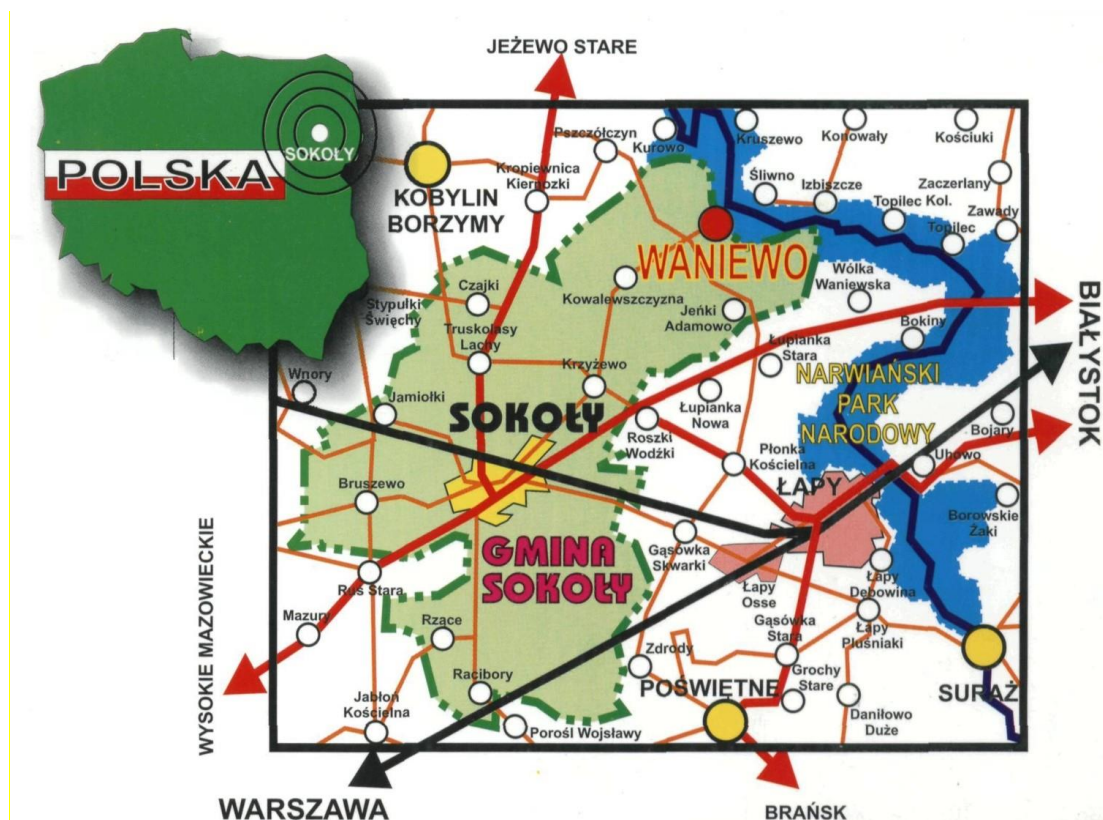 JEŻEWO STARE
POLSKA
SOKOŁY
KOBYLIN
BORZYMY
Pszczółczyn
Kurowo
Kruszewo
Konowały
Kościuki
Kropiewnica
Kiernozki
Śliwno
Izbiszcze
Zaczerlany
Kol.
Topilec
Zawady
Topilec
WANIEWO
Czajki
Kowalewszczyzna
Wólka
Waniewska
Stypułki
Święchy
Truskolasy
Lachy
Jeńki
Adamowo
Bokiny
BIAŁYSTOK
Łupianka
Stara
Krzyżewo
Wnory
NARWIAŃSKI
PARK
NARODOWY
Jamiołki
SOKOŁY
Łupianka
Nowa
Roszki
Wodźki
Bojary
Płonka
Kościelna
Uhowo
Bruszewo
ŁAPY
Borowskie
Żaki
GMINA
SOKOŁY
Gąsówka
Skwarki
WYSOKIE MAZOWIECKIE
Ruś Stara
Łapy
Osse
Łapy
Dębowina
Mazury
Rzące
Gąsówka
Stara
Łapy
Pluśniaki
Zdrody
Racibory
POŚWIĘTNE
Grochy
Stare
SURAŻ
Jabłoń
Kościelna
Porośl Wojsławy
Daniłowo
Duże
WARSZAWA
BRAŃSK